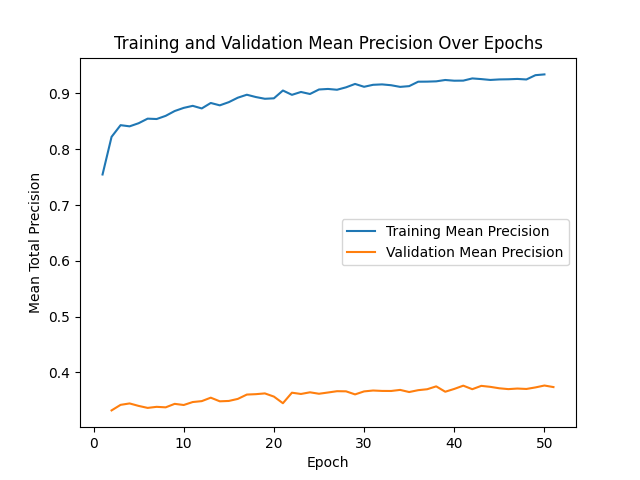 Training and Validation Mean Precision Over Epochs
Mean Total Precision
0.9
0.8
0.7
0.6
0.5
0.4
Training Mean Precision
Validation Mean Precision
0 10 20 30 40 50
Epoch